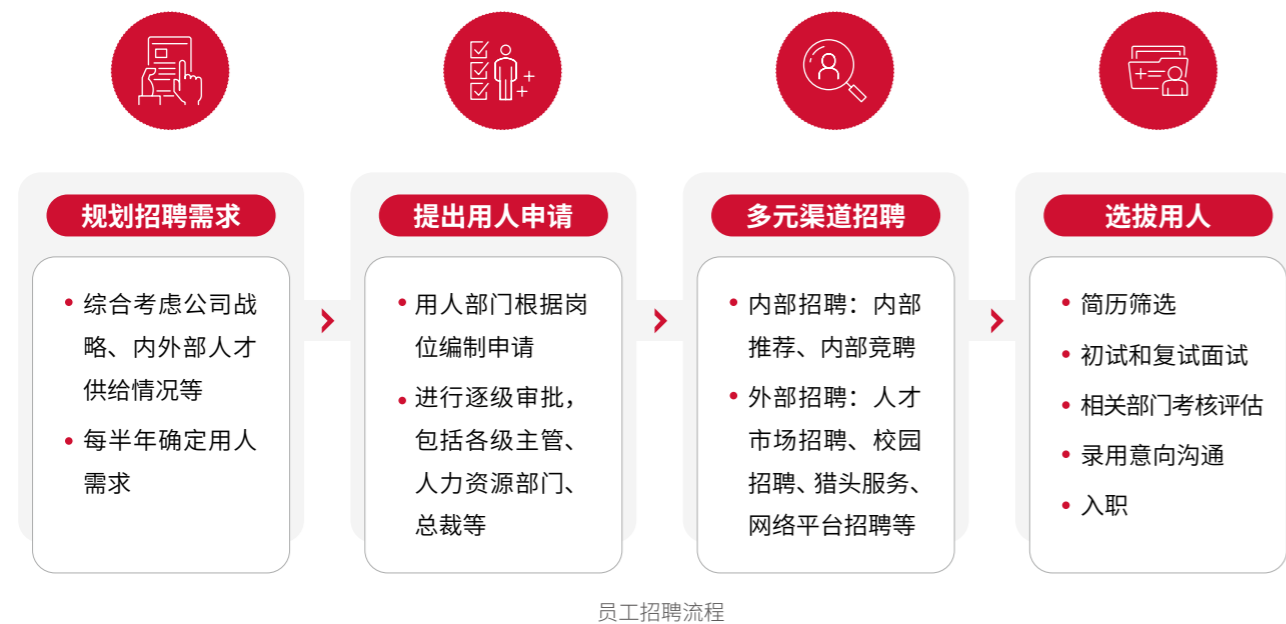 规划招聘需求
• 综合考虑公司战
略、内外部人才
供给情况等
• 每半年确定用人
需求
提出用人申请
• 用人部门根据岗
位编制申请
• 进行逐级审批，
包括各级主管、
人力资源部门、
总裁等
多元渠道招聘
• 内部招聘：内部
推荐、内部竞聘
• 外部招聘：人才
市场招聘、校园
招聘、猎头服务、
网络平台招聘等
选拔用人
• 简历筛选
• 初试和复试面试
• 相关部门考核评估
• 录用意向沟通
• 入职
员工招聘流程